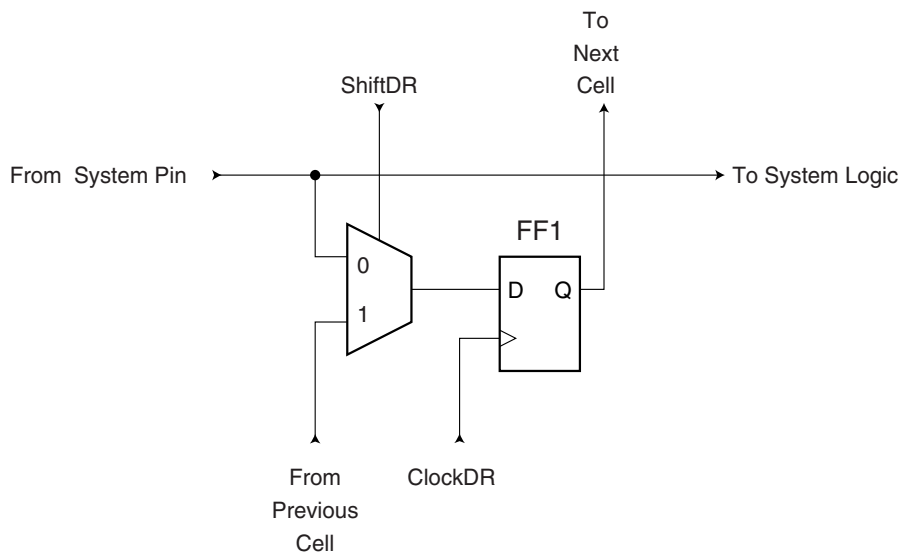 To
Next
Cell
ShiftDR
From System Pin
To System Logic
FF1
0
D Q
1
From
Previous
Cell
ClockDR